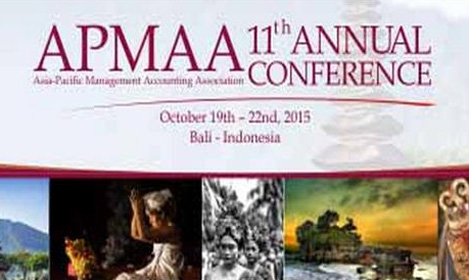 APMAA 11th ANNUAL CONFERENCE
Asia-Pacific Management Accounting Association
October 19th – 22nd, 2015
Bali - Indonesia